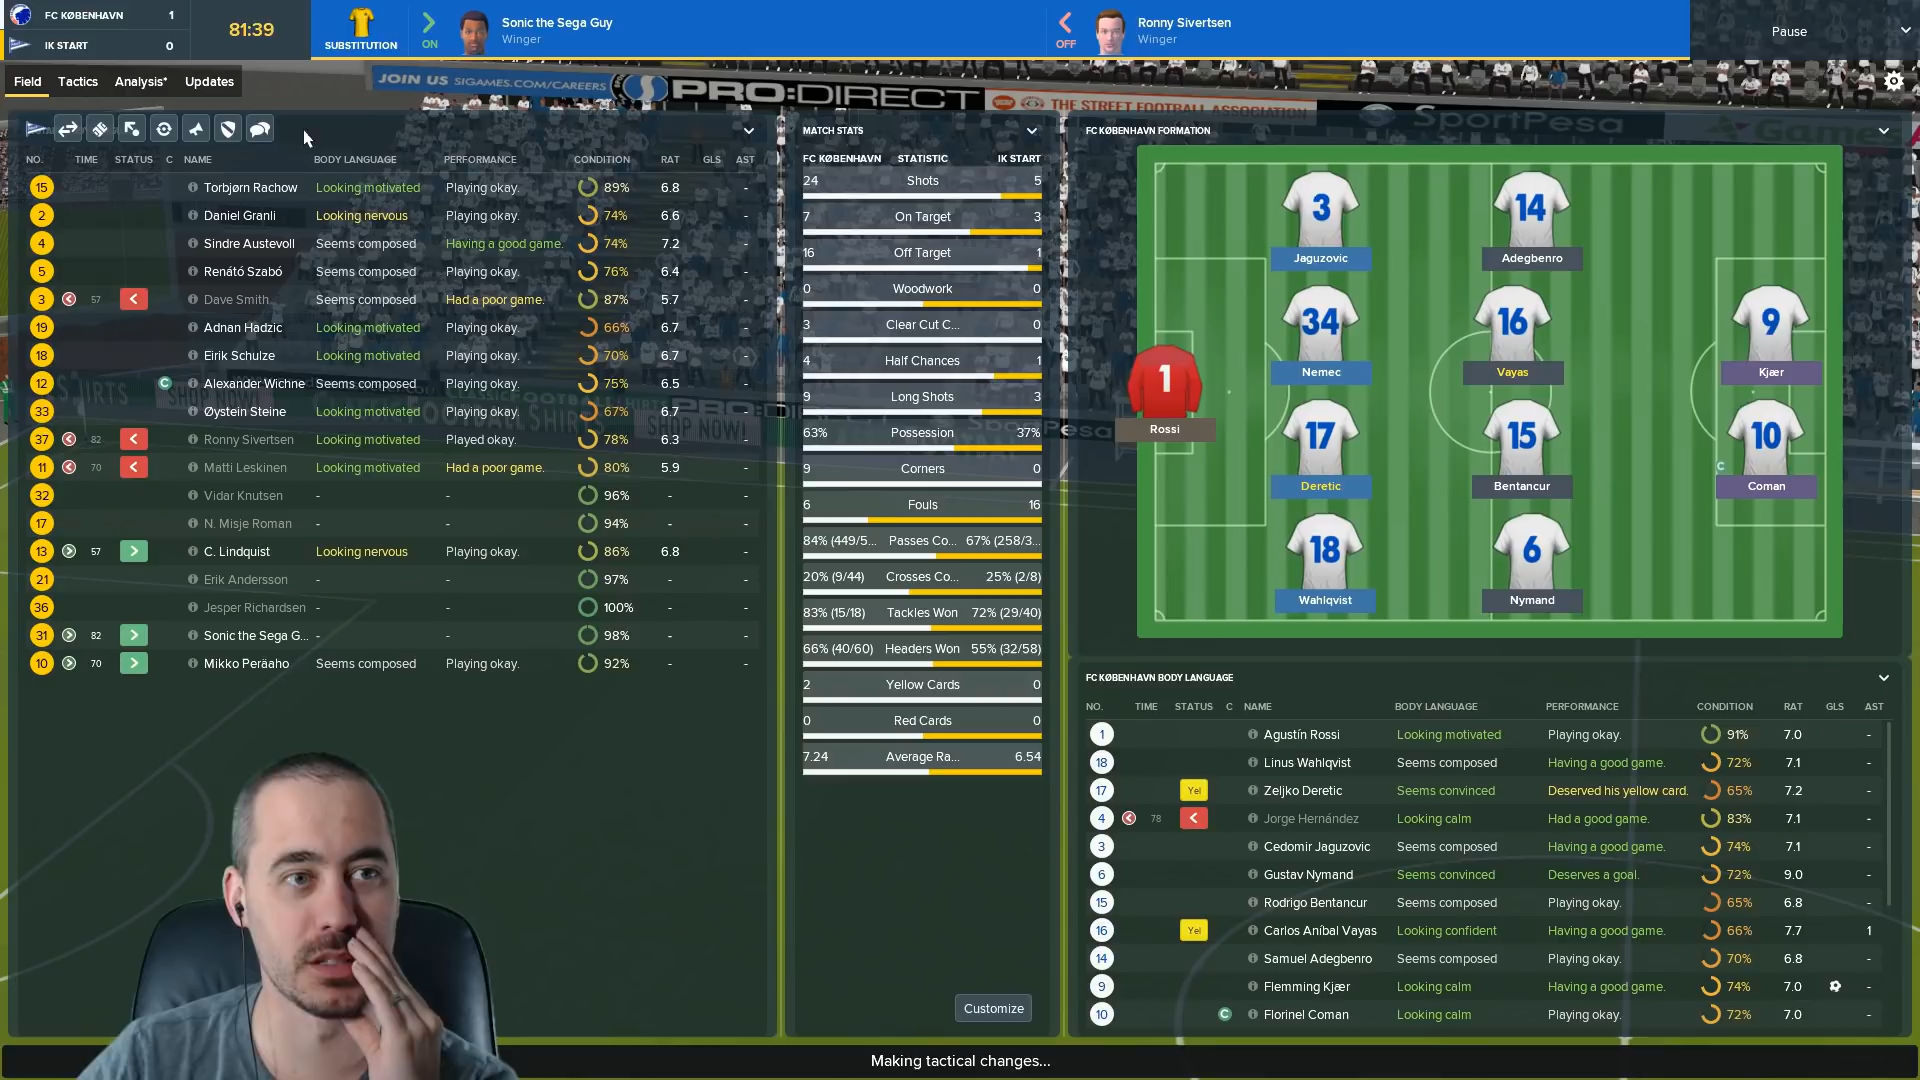 FC KØBENHAVN 1
IK START 0
81:39
SUBSTITUTION
ON
Sonic the Sega Guy
Winger
OFF
Ronny Sivertsen
Winger
Pause
Field Tactics Analysis* Updates
JOIN US SIGAMES.COM/CAREERS
PRO:DIRECT
THE STREET FOOTBALL ASSOCIATION
SportPesa
NO. TIME STATUS C NAME BODY LANGUAGE PERFORMANCE CONDITION RAT GLS AST
15 Torbjørn Rachow Looking motivated Playing okay. 89% 6.8 -
2 Daniel Granli Looking nervous Playing okay. 74% 6.6 -
4 Sindre Austevoll Seems composed Having a good game. 74% 7.2 -
5 Renátó Szabó Seems composed Playing okay. 76% 6.4 -
3 57 Dave Smith Seems composed Had a poor game. 87% 5.7 -
19 Adnan Hadzic Looking motivated Playing okay. 66% 6.7 -
18 Eirik Schulze Looking motivated Playing okay. 70% 6.7 -
12 C Alexander Wichne Seems composed Playing okay. 75% 6.5 -
33 Øystein Steine Looking motivated Playing okay. 67% 6.7 -
37 82 Ronny Sivertsen Looking motivated Played okay. 78% 6.3 -
11 70 Matti Leskinen Looking motivated Had a poor game. 80% 5.9 -
32 Vidar Knutsen - - 96% - -
17 N. Misje Roman - - 94% - -
13 57 C. Lindquist Looking nervous Playing okay. 86% 6.8 -
21 Erik Andersson - - 97% - -
36 Jesper Richardsen - - 100% - -
31 82 Sonic the Sega G... - - 98% - -
10 70 Mikko Peräaho Seems composed Playing okay. 92% - -
MATCH STATS
FC KØBENHAVN STATISTIC IK START
24 Shots 5
7 On Target 3
16 Off Target 1
0 Woodwork 0
3 Clear Cut C... 0
4 Half Chances 1
9 Long Shots 3
63% Possession 37%
9 Corners 0
6 Fouls 16
84% (449/5... Passes Co... 67% (258/3...
20% (9/44) Crosses Co... 25% (2/8)
83% (15/18) Tackles Won 72% (29/40)
66% (40/60) Headers Won 55% (32/58)
2 Yellow Cards 0
0 Red Cards 0
7.24 Average Ra... 6.54
Customize
FC KØBENHAVN FORMATION
3 Jaguzovic
14 Adegbenro
34 Nemec
16 Vayas
9 Kjær
1 Rossi
17 Deretic
15 Bentancur
C 10 Coman
18 Wahlqvist
6 Nymand
FC KØBENHAVN BODY LANGUAGE
NO. TIME STATUS C NAME BODY LANGUAGE PERFORMANCE CONDITION RAT GLS AST
1 Agustín Rossi Looking motivated Playing okay. 91% 7.0 -
18 Linus Wahlqvist Seems composed Having a good game. 72% 7.1 -
17 Yel Zeljko Deretic Seems convinced Deserved his yellow card. 65% 7.2 -
4 78 Jorge Hernández Looking calm Had a good game. 83% 7.1 -
3 Cedomir Jaguzovic Seems composed Having a good game. 74% 7.1 -
6 Gustav Nymand Seems convinced Deserves a goal. 72% 9.0 -
15 Rodrigo Bentancur Seems composed Playing okay. 65% 6.8 -
16 Yel Carlos Aníbal Vayas Looking confident Having a good game. 66% 7.7 1
14 Samuel Adegbenro Seems composed Playing okay. 70% 6.8 -
9 Flemming Kjær Looking calm Having a good game. 74% 7.0 -
10 C Florinel Coman Looking calm Playing okay. 72% 7.0 -
Making tactical changes...